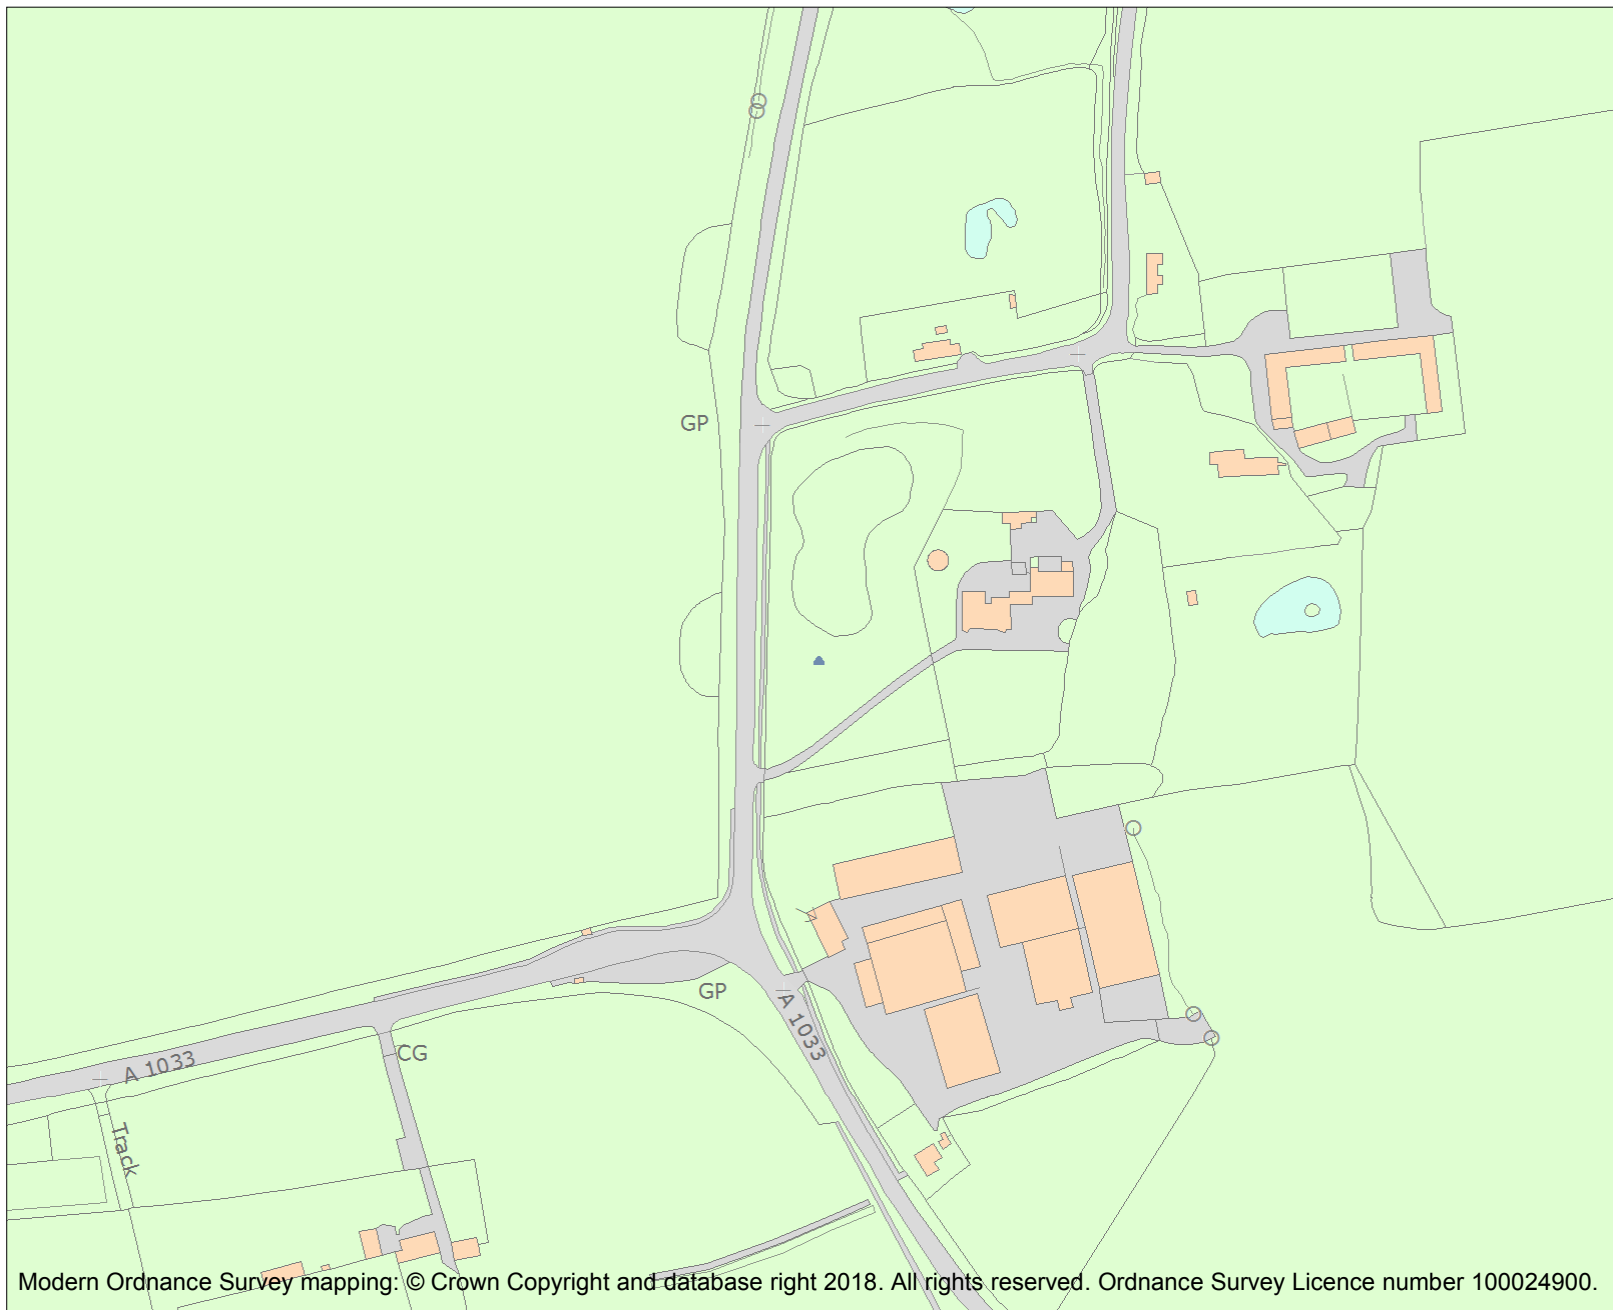 GP
GP
A 1033
CG
A 1033
Track
Modern Ordnance Survey mapping: © Crown Copyright and database right 2018. All rights reserved. Ordnance Survey Licence number 100024900.